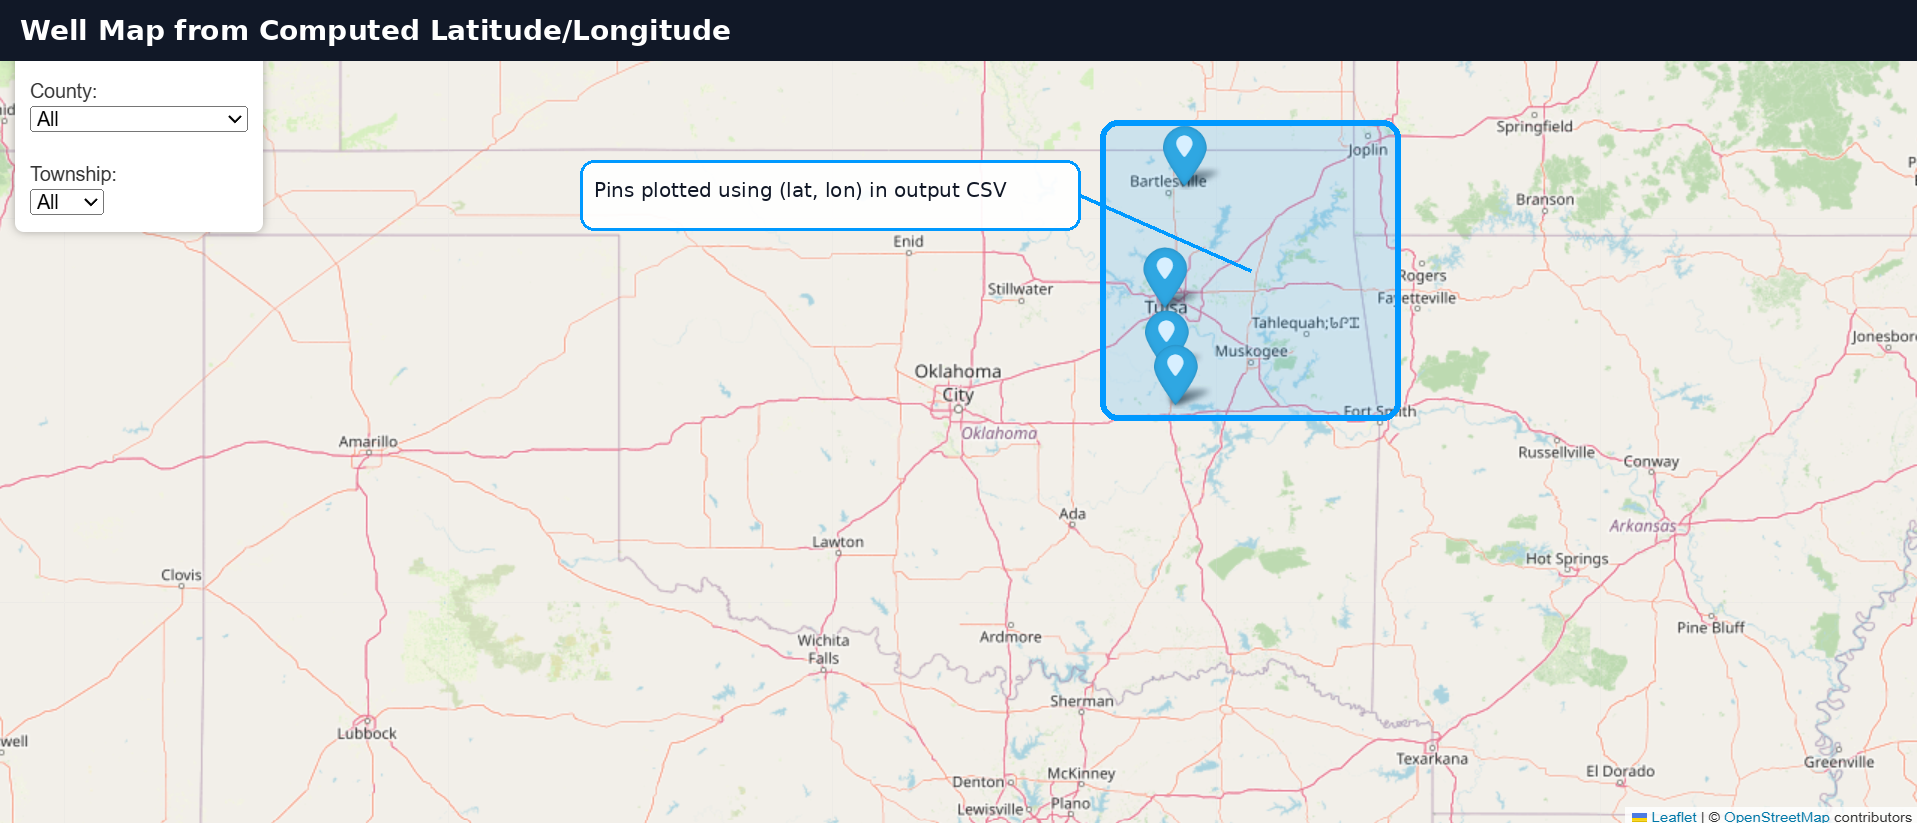 Well Map from Computed Latitude/Longitude
County:
All
Township:
All
Pins plotted using (lat, lon) in output CSV
Springfield
Joplin
Bartlesville
Branson
Enid
Stillwater
Rogers
Fayetteville
Tulsa
Tahlequah;ᏓᎵᏆ
Jonesboro
Muskogee
Oklahoma
City
Fort Smith
Oklahoma
Amarillo
Russellville
Conway
Ada
Arkansas
Lawton
Hot Springs
Clovis
Pine Bluff
Ardmore
Wichita
Falls
Sherman
Lubbock
well
Texarkana
Greenville
El Dorado
McKinney
Denton
Plano
Lewisville
Leaflet | © OpenStreetMap contributors